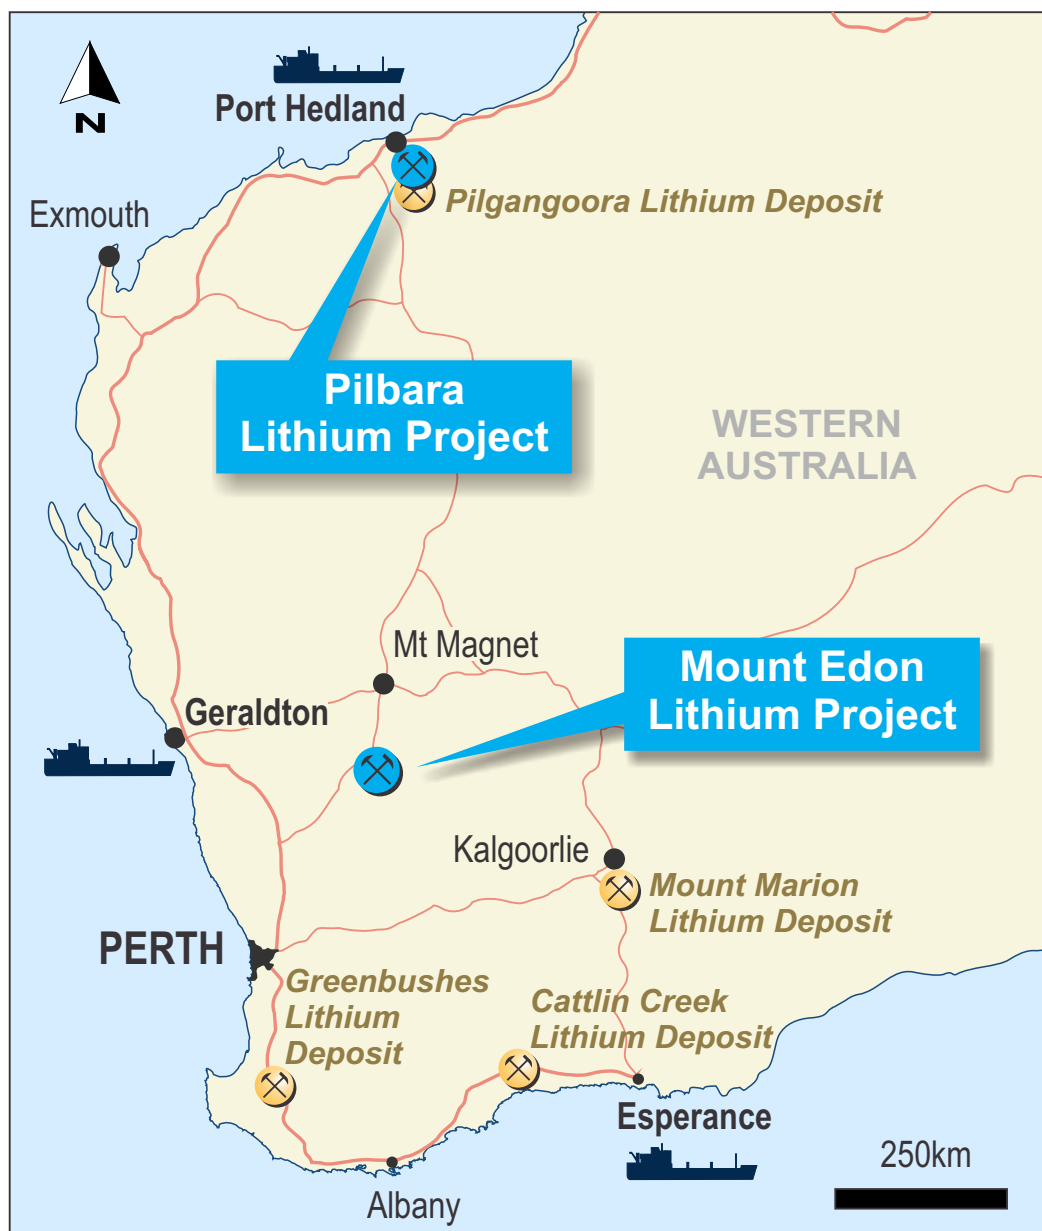 N
Port Hedland
Pilgangoora Lithium Deposit
Exmouth
Pilbara
Lithium Project
WESTERN
AUSTRALIA
Mt Magnet
Mount Edon
Lithium Project
Geraldton
Kalgoorlie
Mount Marion
Lithium Deposit
PERTH
Greenbushes
Lithium
Deposit
Cattlin Creek
Lithium Deposit
Esperance
250km
Albany